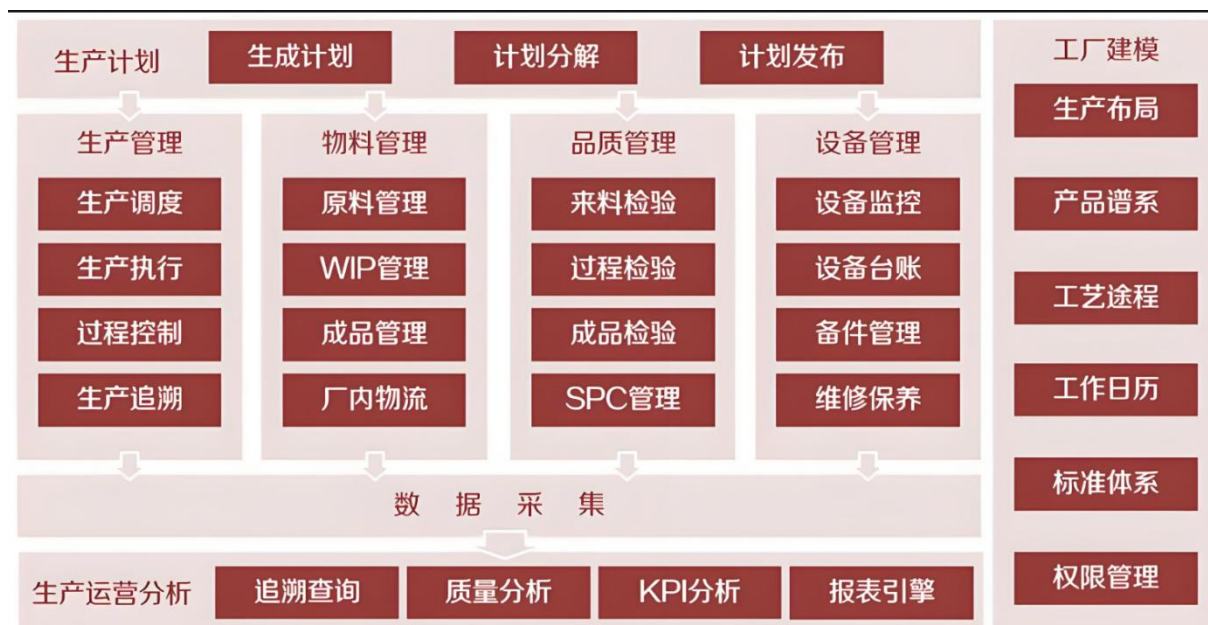 生产计划
生成计划
计划分解
计划发布
生产管理
生产调度
生产执行
过程控制
生产追溯
物料管理
原料管理
WIP管理
成品管理
厂内物流
品质管理
来料检验
过程检验
成品检验
SPC管理
设备管理
设备监控
设备台账
备件管理
维修保养
数据采集
生产运营分析
追溯查询
质量分析
KPI分析
报表引擎
工厂建模
生产布局
产品谱系
工艺途程
工作日历
标准体系
权限管理